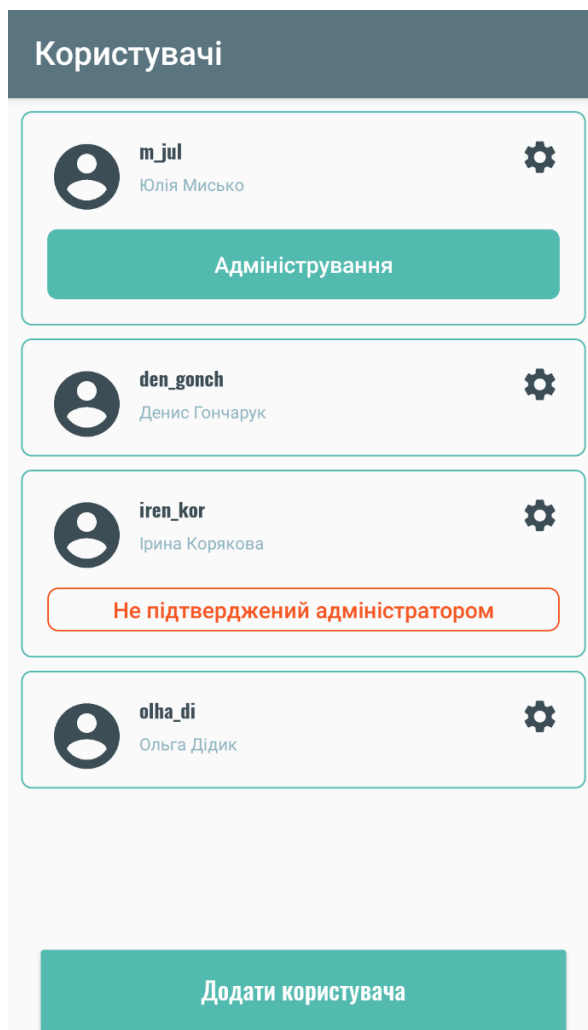 Користувачі
m_jul
Юлія Мисько
Адміністрування
den_gonch
Денис Гончарук
iren_kor
Ірина Корякова
Не підтверджений адміністратором
olha_di
Ольга Дідик
Додати користувача